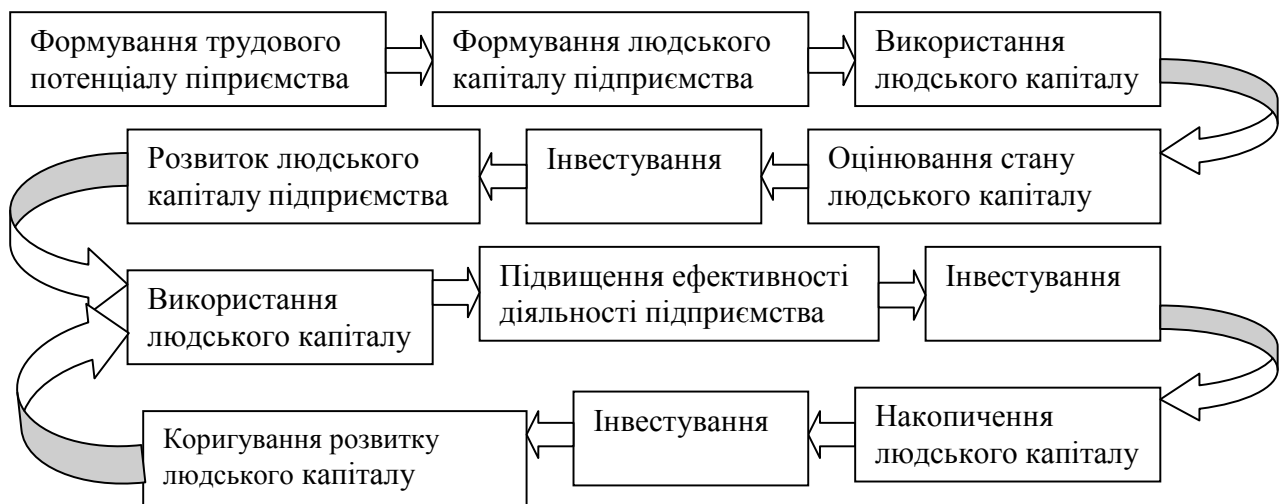 Формування трудового
потенціалу піприємства
Формування людського
капіталу підприємства
Використання
людського капіталу
Оцінювання стану
людського капіталу
Інвестування
Розвиток людського
капіталу підприємства
Використання
людського капіталу
Підвищення ефективності
діяльності підприємства
Інвестування
Накопичення
людського капіталу
Інвестування
Коригування розвитку
людського капіталу